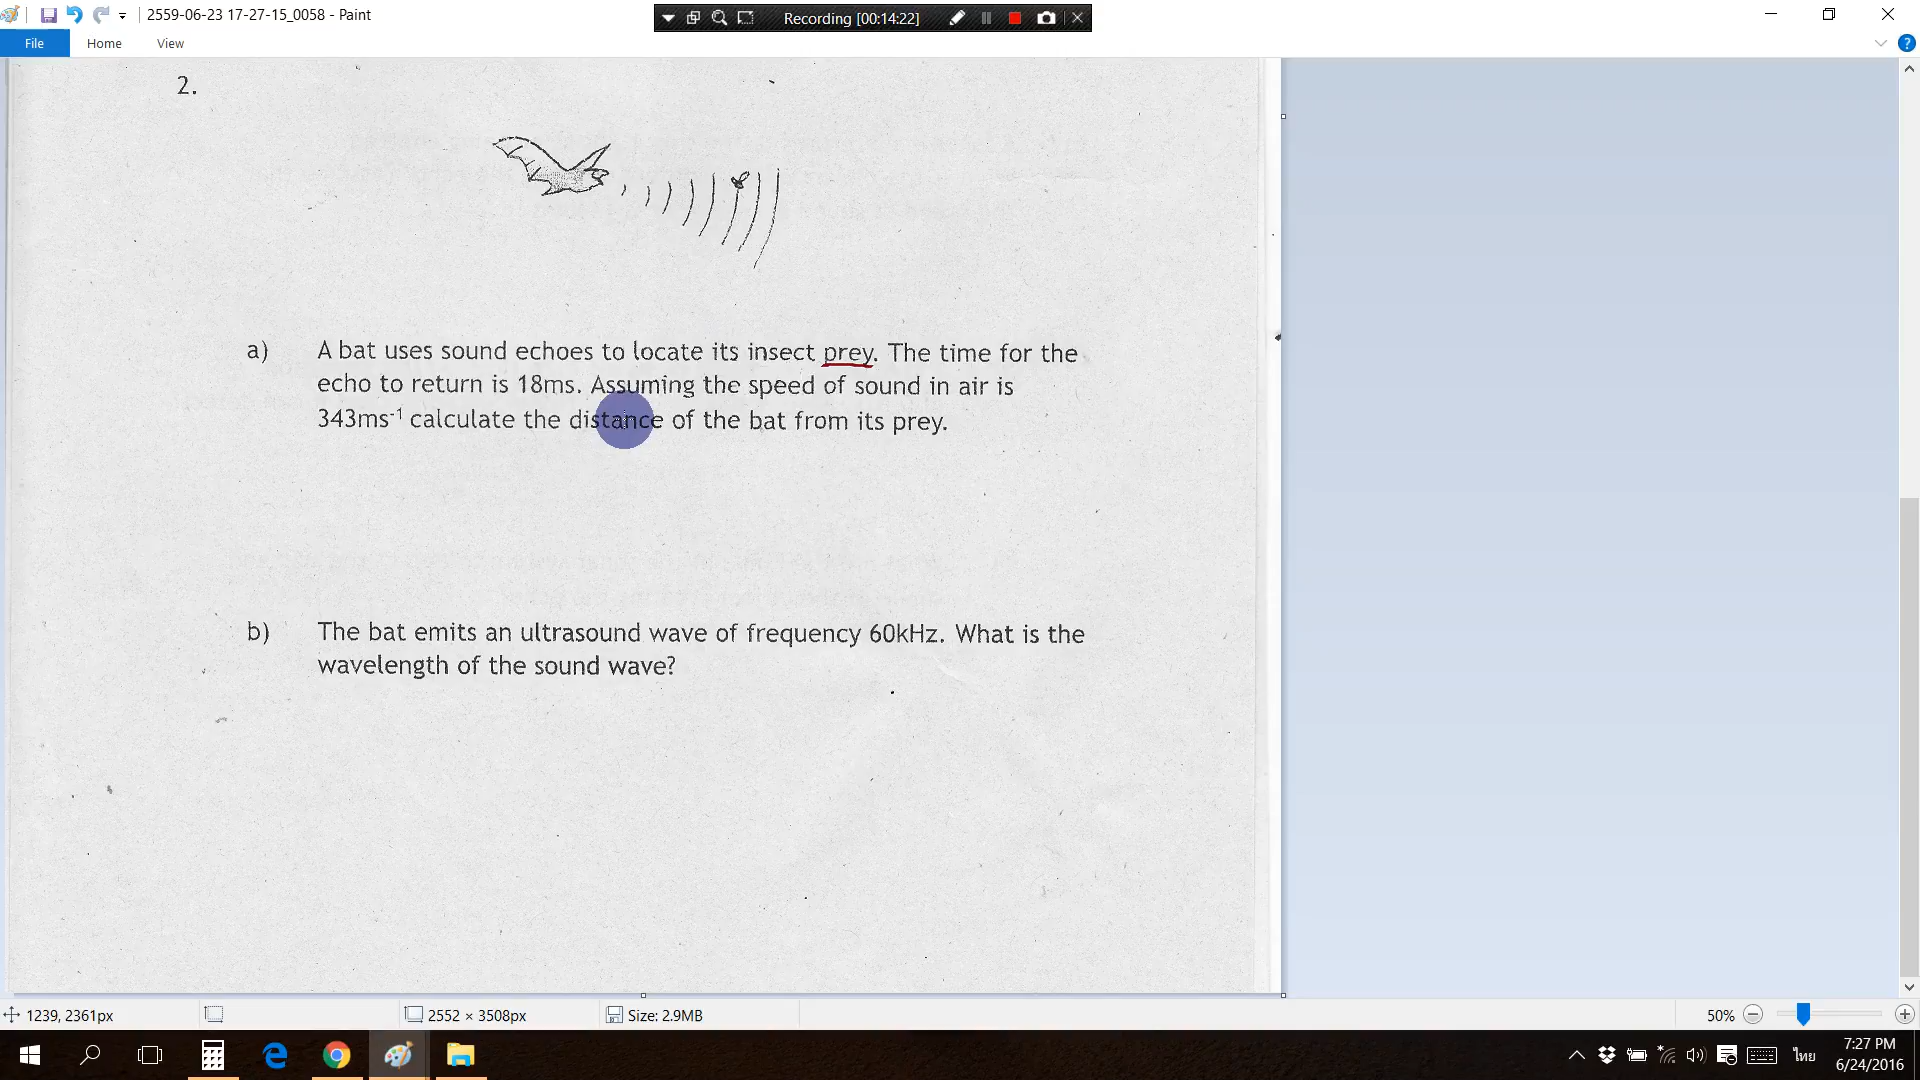 2559-06-23 17-27-15_0058 - Paint
Recording [00:14:22]
File
Home
View
2.
a) A bat uses sound echoes to locate its insect prey. The time for the
echo to return is 18ms. Assuming the speed of sound in air is
343ms⁻¹ calculate the distance of the bat from its prey.
b) The bat emits an ultrasound wave of frequency 60kHz. What is the
wavelength of the sound wave?
1239, 2361px
2552 × 3508px
Size: 2.9MB
50%
ไทย
7:27 PM
6/24/2016